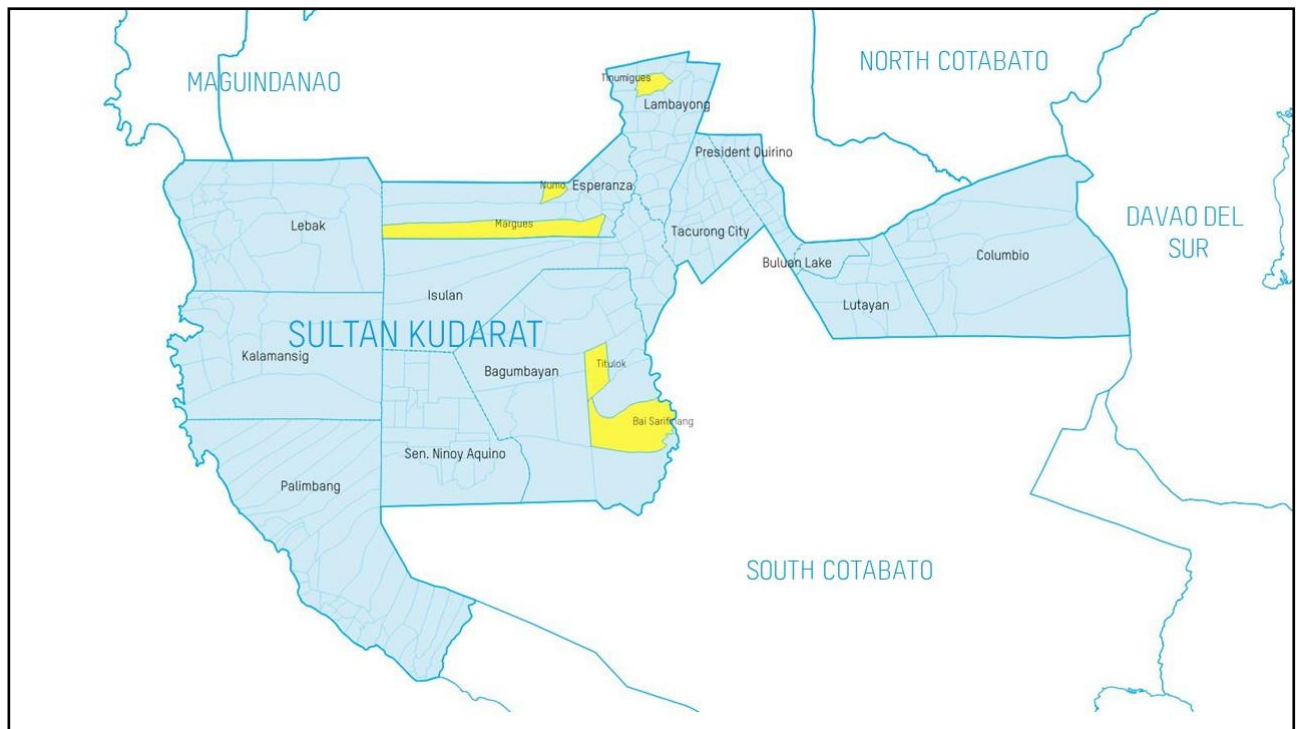 NORTH COTABATO
MAGUINDANAO
Tinumigues
Lambayong
President Quirino
Numo
Esperanza
DAVAO DEL
SUR
Lebak
Margues
Tacurong City
Columbio
Buluan Lake
Isulan
Lutayan
SULTAN KUDARAT
Kalamansig
Titulok
Bagumbayan
Bai Sarifinang
Sen. Ninoy Aquino
Palimbang
SOUTH COTABATO